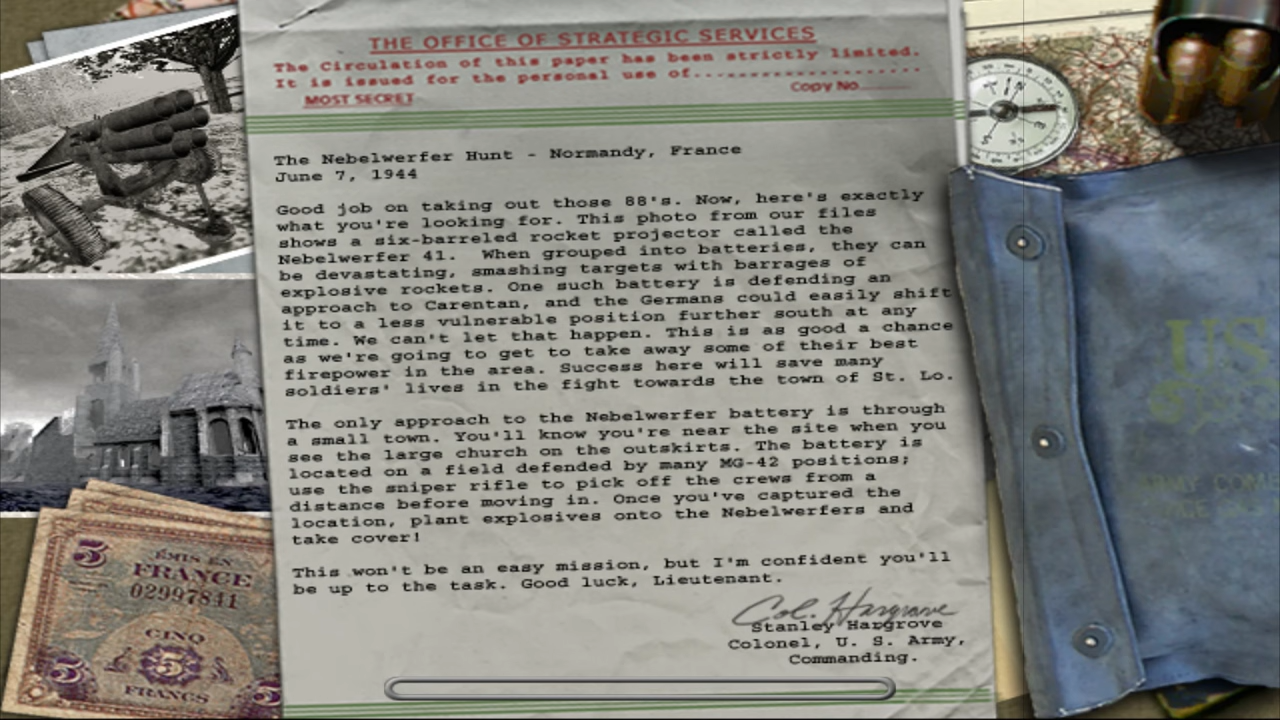 THE OFFICE OF STRATEGIC SERVICES
The Circulation of this paper has been strictly limited.
It is issued for the personal use of...................
MOST SECRET
Copy No.........
The Nebelwerfer Hunt - Normandy, France
June 7, 1944
Good job on taking out those 88's. Now, here's exactly
what you're looking for. This photo from our files
shows a six-barreled rocket projector called the
Nebelwerfer 41. When grouped into batteries, they can
be devastating, smashing targets with barrages of
explosive rockets. One such battery is defending an
approach to Carentan, and the Germans could easily shift
it to a less vulnerable position further south at any
time. We can't let that happen. This is as good a chance
as we're going to get to take away some of their best
firepower in the area. Success here will save many
soldiers' lives in the fight towards the town of St. Lo.
The only approach to the Nebelwerfer battery is through
a small town. You'll know you're near the site when you
see the large church on the outskirts. The battery is
located on a field defended by many MG-42 positions;
use the sniper rifle to pick off the crews from a
distance before moving in. Once you've captured the
location, plant explosives onto the Nebelwerfers and
take cover!
This won't be an easy mission, but I'm confident you'll
be up to the task. Good luck, Lieutenant.
Col. Hargrove
Stanley Hargrove
Colonel, U. S. Army,
Commanding.
5
ÉMIS EN
FRANCE
02997841
CINQ
5
5
5
FRANCS
US